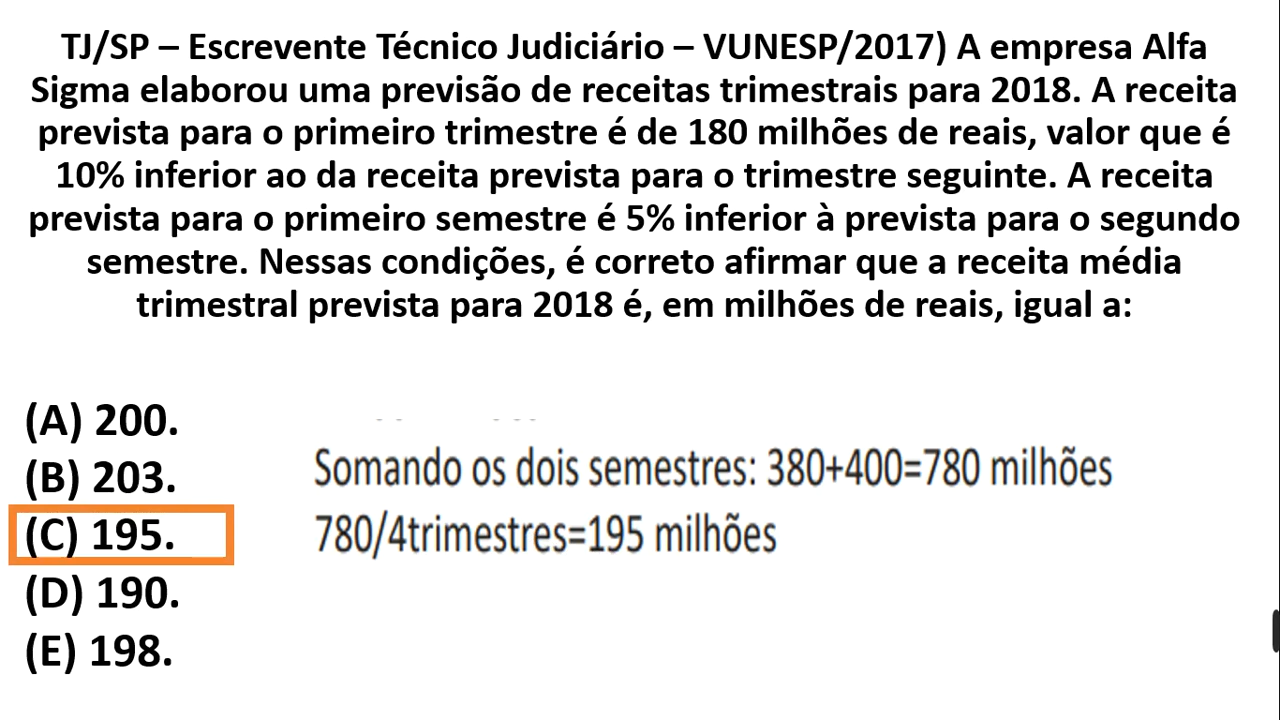 TJ/SP – Escrevente Técnico Judiciário – VUNESP/2017) A empresa Alfa
Sigma elaborou uma previsão de receitas trimestrais para 2018. A receita
prevista para o primeiro trimestre é de 180 milhões de reais, valor que é
10% inferior ao da receita prevista para o trimestre seguinte. A receita
prevista para o primeiro semestre é 5% inferior à prevista para o segundo
semestre. Nessas condições, é correto afirmar que a receita média
trimestral prevista para 2018 é, em milhões de reais, igual a:
(A) 200.
(B) 203.
(C) 195.
(D) 190.
(E) 198.
Somando os dois semestres: 380+400=780 milhões
780/4trimestres=195 milhões